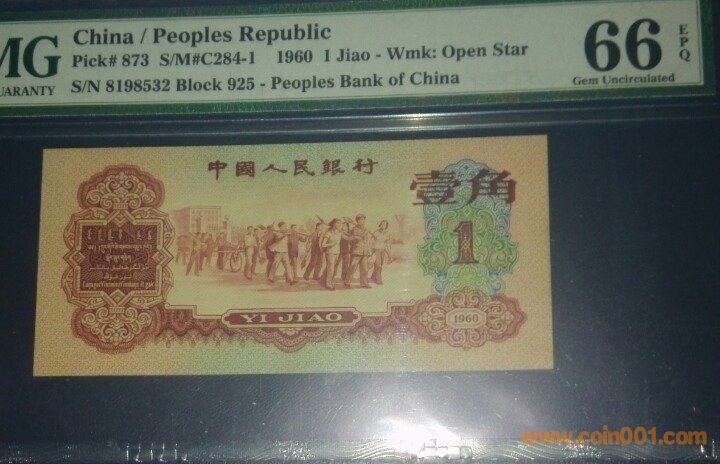 China / Peoples Republic
MG Pick# 873 S/M#C284-1 1960 1 Jiao - Wmk: Open Star
UARANTY S/N 8198532 Block 925 - Peoples Bank of China
66 EPQ
Gem Uncirculated
中國人民銀行
壹角
1
YI JIAO
1960
www.coin001.com